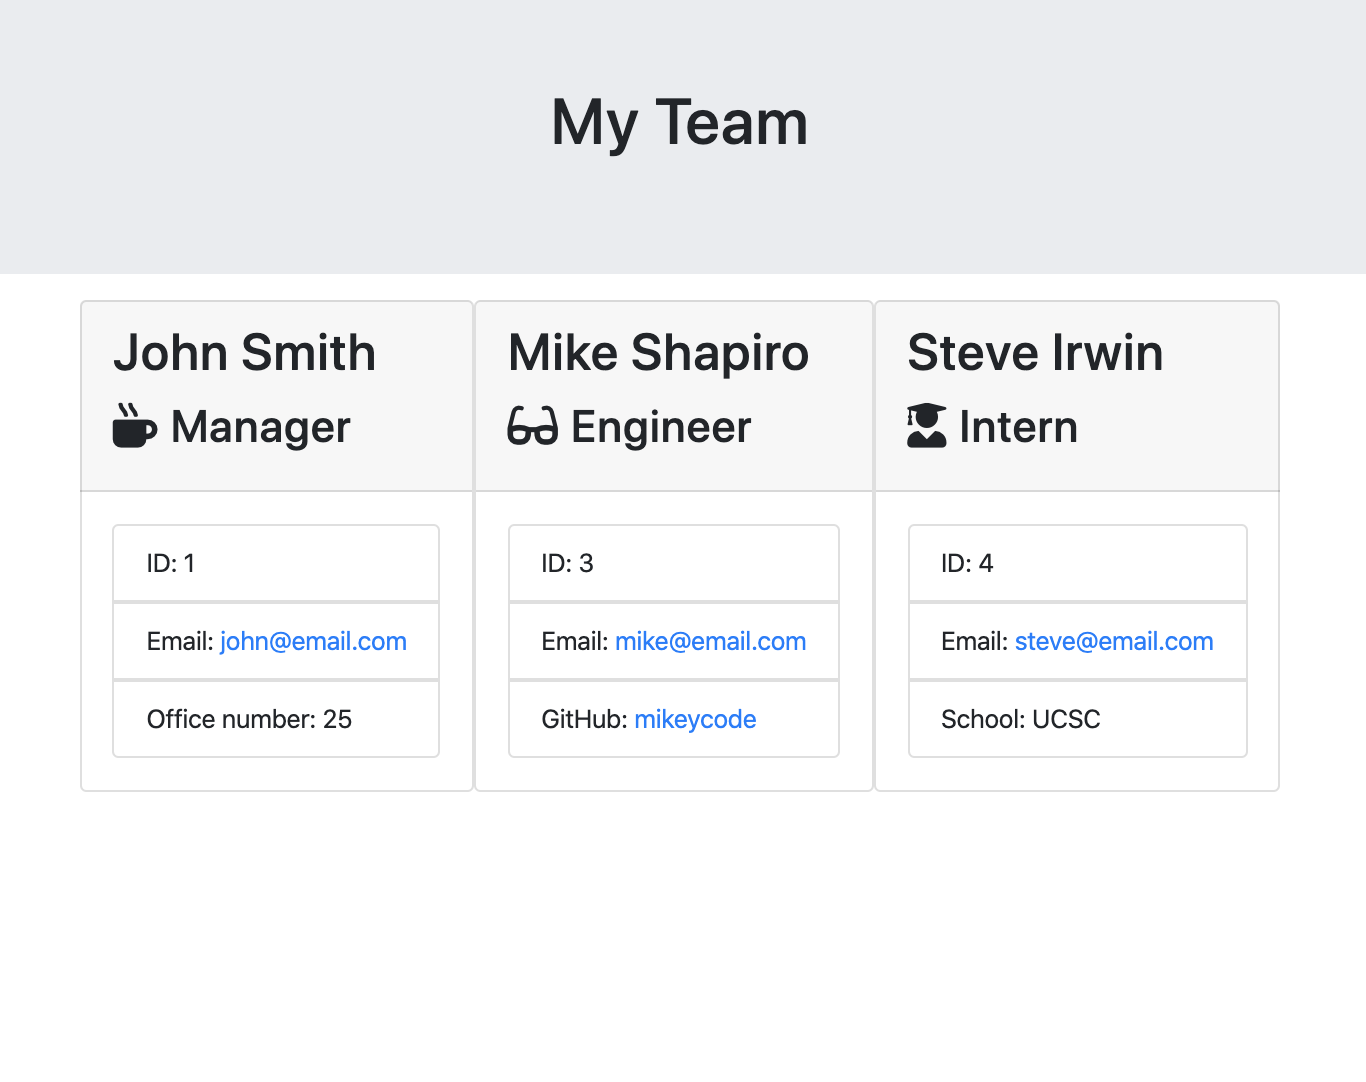 My Team
John Smith
Manager
ID: 1
Email: john@email.com
Office number: 25
Mike Shapiro
Engineer
ID: 3
Email: mike@email.com
GitHub: mikeycode
Steve Irwin
Intern
ID: 4
Email: steve@email.com
School: UCSC